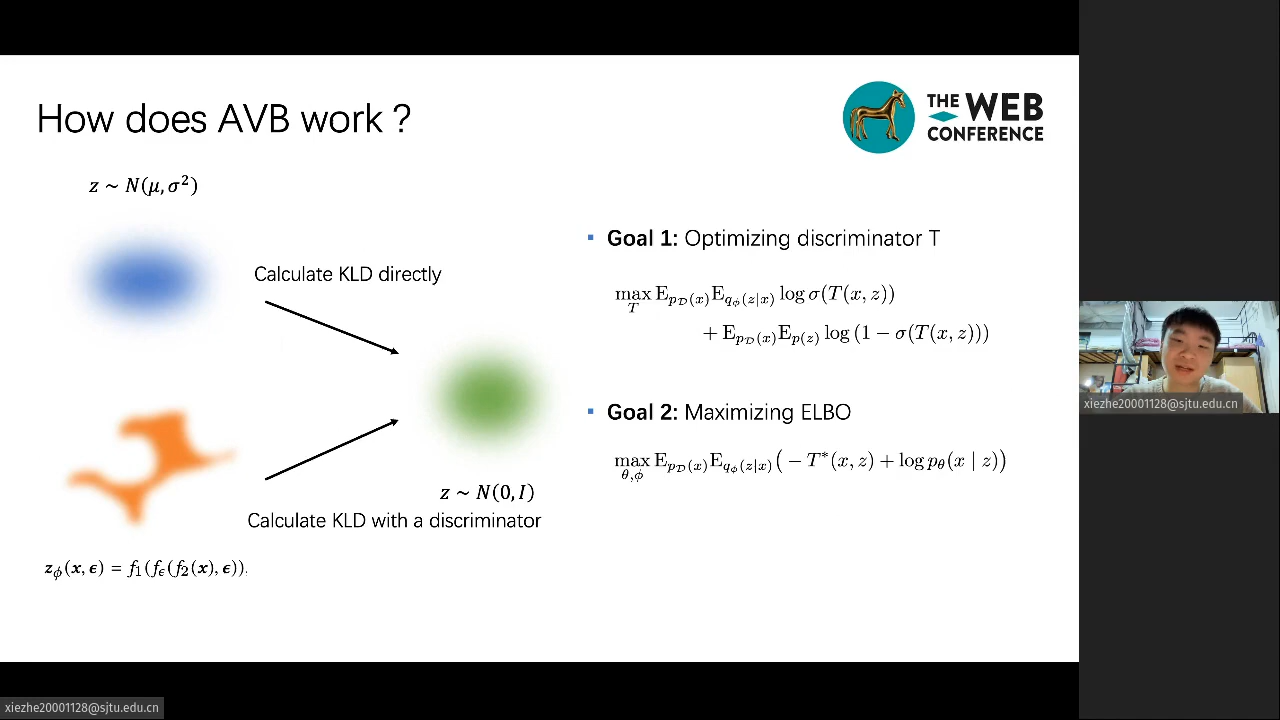 How does AVB work ?
THE WEB
CONFERENCE
z ~ N(μ, σ²)
Calculate KLD directly
z ~ N(0, I)
Calculate KLD with a discriminator
z_ϕ(x, ϵ) = f₁(f_ϵ(f₂(x), ϵ)).
▪ Goal 1: Optimizing discriminator T
max_T E_{p_D(x)} E_{q_ϕ(z|x)} log σ(T(x, z))
+ E_{p_D(x)} E_{p(z)} log (1 − σ(T(x, z)))
▪ Goal 2: Maximizing ELBO
max_{θ,ϕ} E_{p_D(x)} E_{q_ϕ(z|x)} (− T*(x, z) + log p_θ(x | z))
xiezhe20001128@sjtu.edu.cn
xiezhe20001128@sjtu.edu.cn